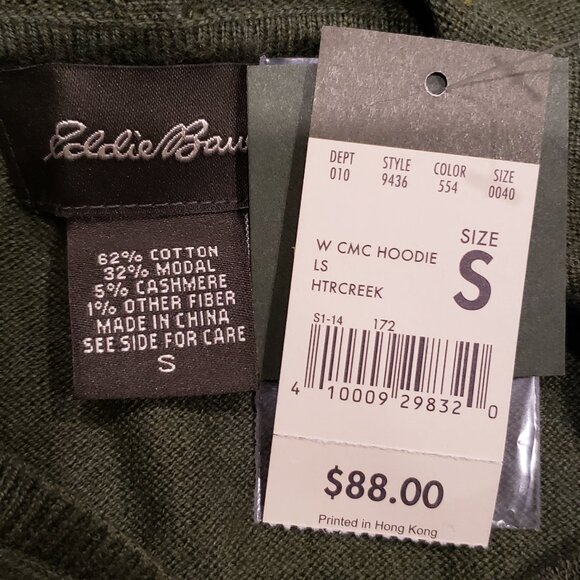 Eddie Bau
62% COTTON
32% MODAL
5% CASHMERE
1% OTHER FIBER
MADE IN CHINA
SEE SIDE FOR CARE
S
DEPT STYLE COLOR SIZE
010 9436 554 0040
W CMC HOODIE
LS
HTRCREEK
SIZE
S
S1-14 172
4 10009 29832 0
$88.00
Printed in Hong Kong